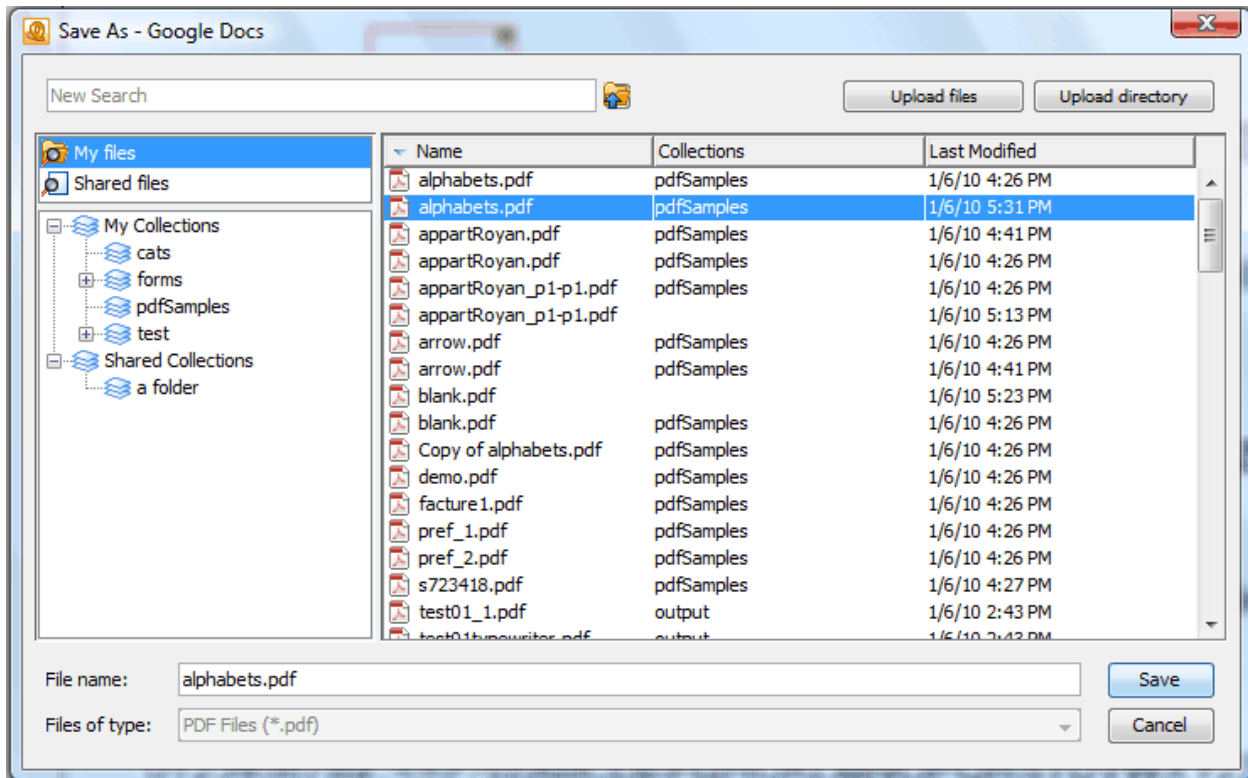 Save As - Google Docs
New Search
Upload files
Upload directory
My files
Shared files
My Collections
cats
forms
pdfSamples
test
Shared Collections
a folder
Name Collections Last Modified
alphabets.pdf pdfSamples 1/6/10 4:26 PM
alphabets.pdf pdfSamples 1/6/10 5:31 PM
appartRoyan.pdf pdfSamples 1/6/10 4:41 PM
appartRoyan.pdf pdfSamples 1/6/10 4:26 PM
appartRoyan_p1-p1.pdf pdfSamples 1/6/10 4:26 PM
appartRoyan_p1-p1.pdf 1/6/10 5:13 PM
arrow.pdf pdfSamples 1/6/10 4:26 PM
arrow.pdf pdfSamples 1/6/10 4:41 PM
blank.pdf 1/6/10 5:23 PM
blank.pdf pdfSamples 1/6/10 4:26 PM
Copy of alphabets.pdf pdfSamples 1/6/10 4:26 PM
demo.pdf pdfSamples 1/6/10 4:26 PM
facture1.pdf pdfSamples 1/6/10 4:26 PM
pref_1.pdf pdfSamples 1/6/10 4:26 PM
pref_2.pdf pdfSamples 1/6/10 4:26 PM
s723418.pdf pdfSamples 1/6/10 4:27 PM
test01_1.pdf output 1/6/10 2:43 PM
test01typewriter.pdf output 1/6/10 2:43 PM
File name: alphabets.pdf
Save
Files of type: PDF Files (*.pdf)
Cancel